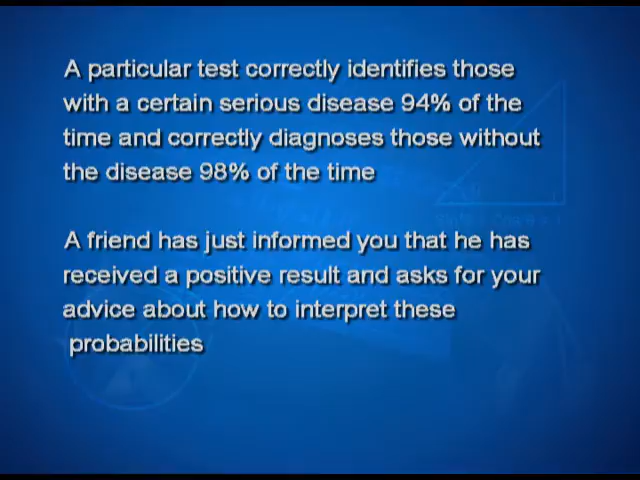 A particular test correctly identifies those
with a certain serious disease 94% of the
time and correctly diagnoses those without
the disease 98% of the time
A friend has just informed you that he has
received a positive result and asks for your
advice about how to interpret these
probabilities